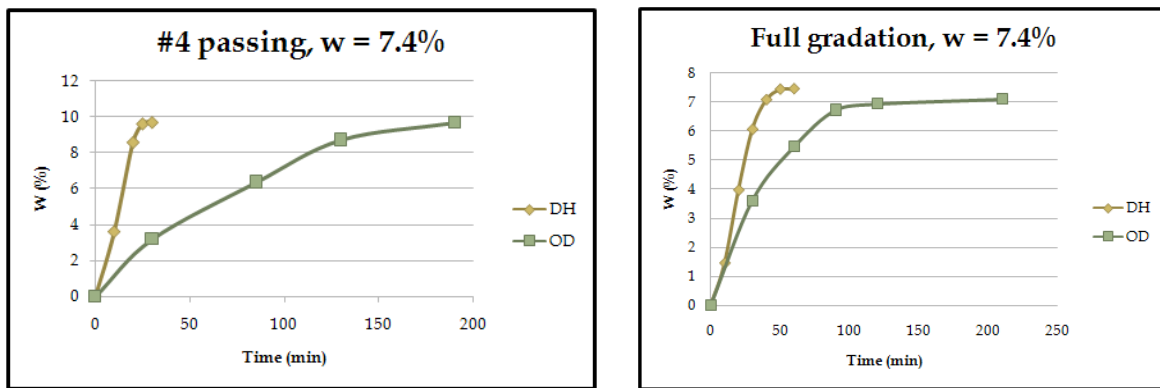 #4 passing, w = 7.4%
12
10
8
6
4
2
0
W (%)
0 50 100 150 200
Time (min)
DH
OD
Full gradation, w = 7.4%
8
7
6
5
4
3
2
1
0
W (%)
0 50 100 150 200 250
Time (min)
DH
OD